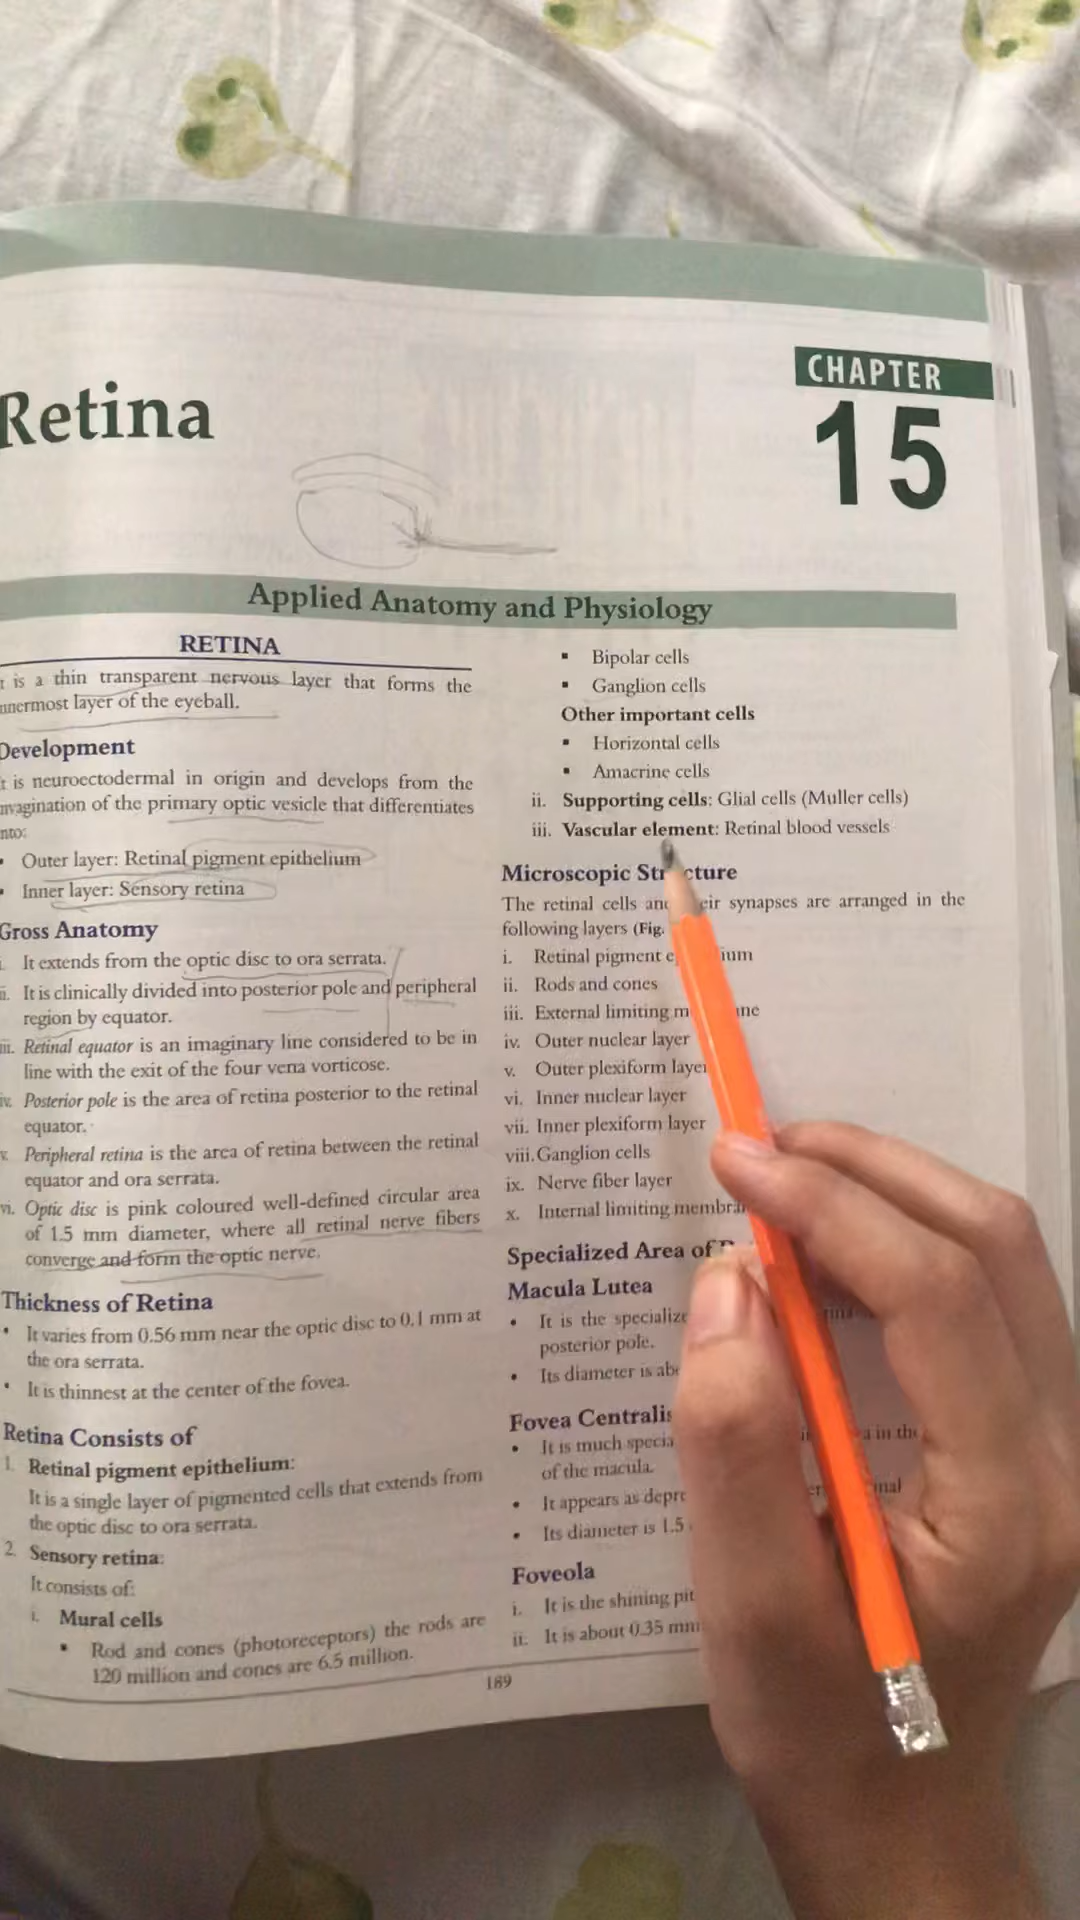 Retina
CHAPTER
15
Applied Anatomy and Physiology
RETINA
is a thin transparent nervous layer that forms the
layer of the eyeball.
Development
is neuroectodermal in origin and develops from the
of the primary optic vesicle that differentiates
Outer layer: Retinal pigment epithelium
Inner layer: Sensory retina
Gross Anatomy
It extends from the optic disc to ora serrata.
ii. It is clinically divided into posterior pole and peripheral
region by equator.
iii. Retinal equator is an imaginary line considered to be in
line with the exit of the four vena vorticose.
iv. Posterior pole is the area of retina posterior to the retinal
equator.
v. Peripheral retina is the area of retina between the retinal
equator and ora serrata.
vi. Optic disc is pink coloured well-defined circular area
of 1.5 mm diameter, where all retinal nerve fibers
converge and form the optic nerve.
Thickness of Retina
• It varies from 0.56 mm near the optic disc to 0.1 mm at
the ora serrata.
• It is thinnest at the center of the fovea.
Retina Consists of
1. Retinal pigment epithelium:
It is a single layer of pigmented cells that extends from
the optic disc to ora serrata.
2. Sensory retina:
It consists of:
i. Mural cells
• Rod and cones (photoreceptors) the rods are
120 million and cones are 6.5 million.
▪ Bipolar cells
▪ Ganglion cells
Other important cells
▪ Horizontal cells
▪ Amacrine cells
ii. Supporting cells: Glial cells (Muller cells)
iii. Vascular element: Retinal blood vessels
Microscopic
The retinal cells synapses are arranged in the
following layers (Fig.
i. Retinal pigment
ii. Rods and cones
iii. External limiting
iv. Outer nuclear layer
v. Outer plexiform layer
vi. Inner nuclear layer
vii. Inner plexiform layer
viii. Ganglion cells
ix. Nerve fiber layer
x. Internal limiting
Specialized Area of
Macula Lutea
• It is the
posterior pole.
• Its diameter is
Fovea Centralis
• It is much in the
of the macula.
• It appears as
• Its diameter is 1.5
Foveola
i. It is the shining pit
ii. It is about 0.35
189